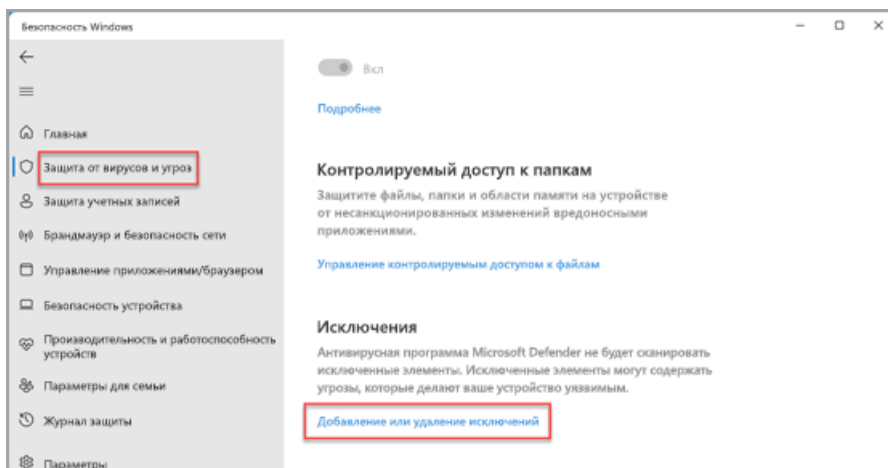 Безопасность Windows
Главная
Защита от вирусов и угроз
Защита учетных записей
Брандмауэр и безопасность сети
Управление приложениями/браузером
Безопасность устройства
Производительность и работоспособность
устройств
Параметры для семьи
Журнал защиты
Параметры
Вкл
Подробнее
Контролируемый доступ к папкам
Защитите файлы, папки и области памяти на устройстве
от несанкционированных изменений вредоносными
приложениями.
Управление контролируемым доступом к файлам
Исключения
Антивирусная программа Microsoft Defender не будет сканировать
исключенные элементы. Исключенные элементы могут содержать
угрозы, которые делают ваше устройство уязвимым.
Добавление или удаление исключений